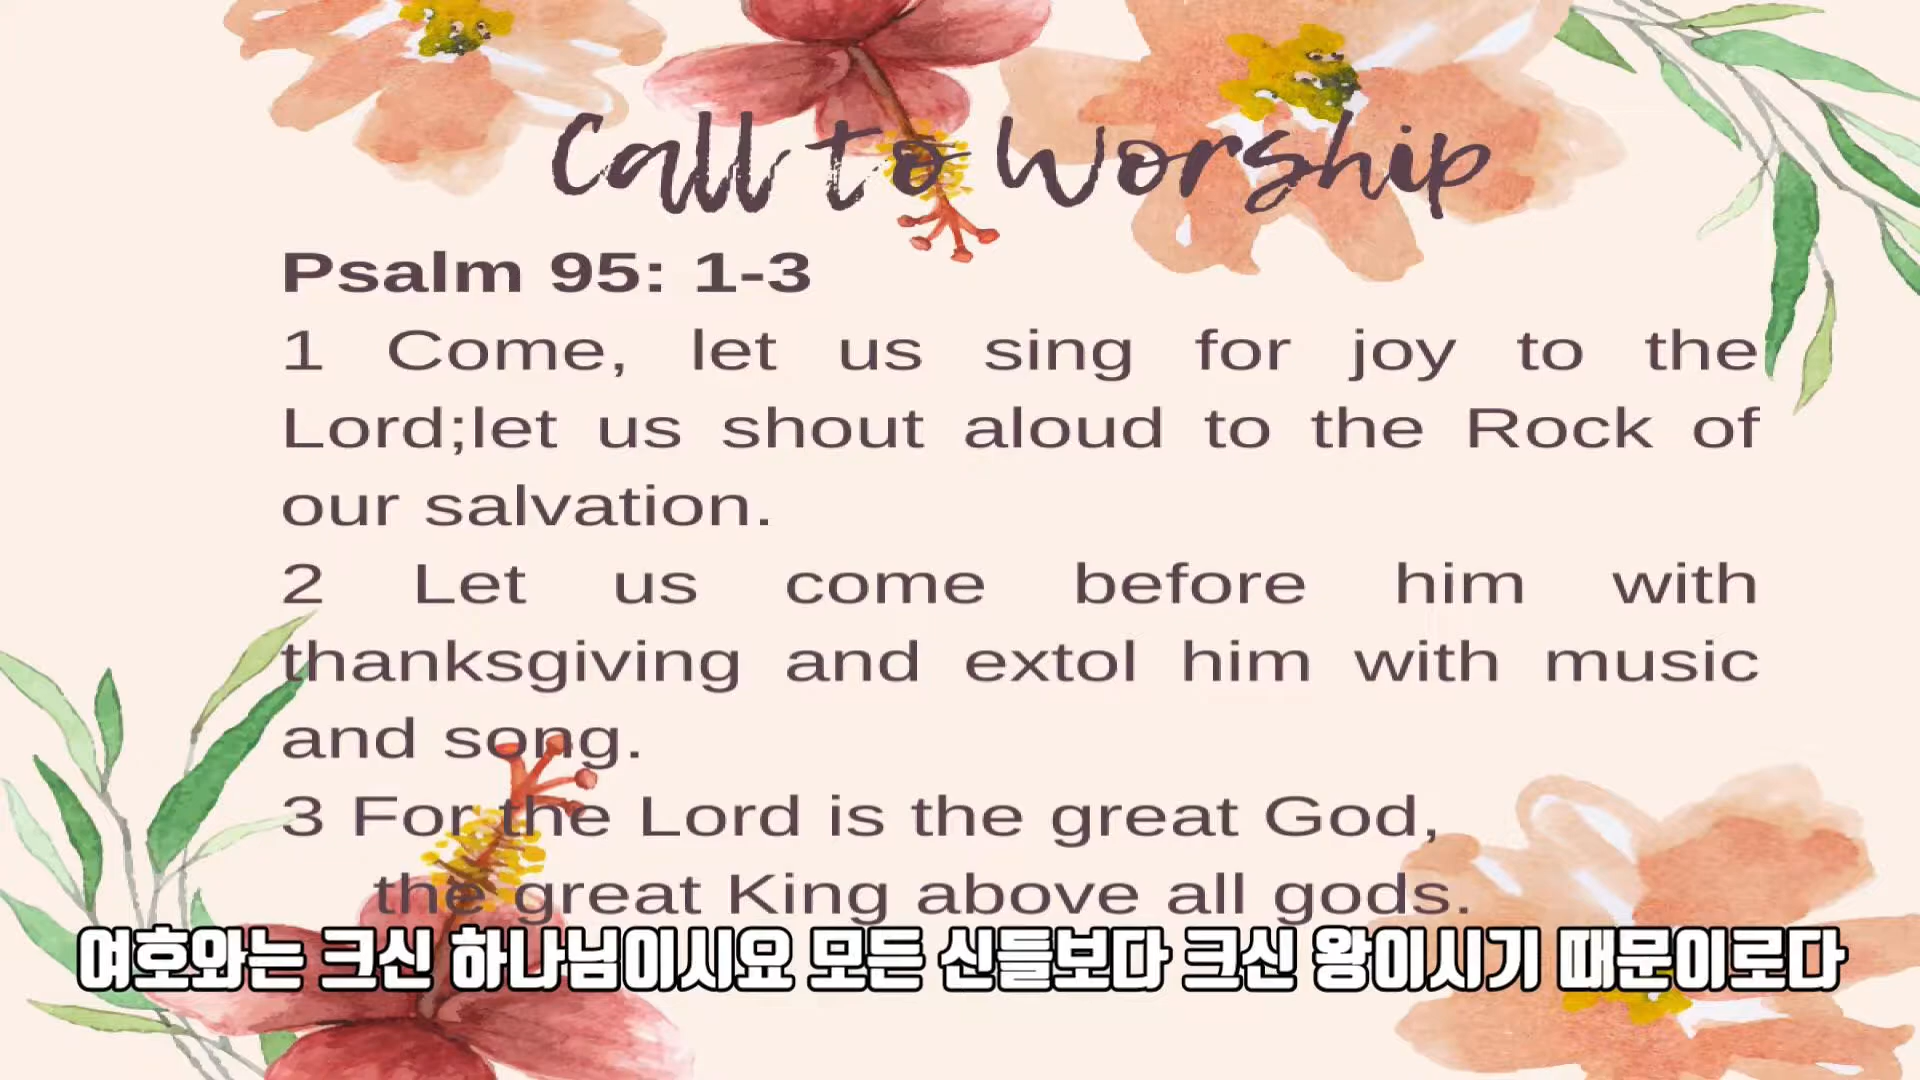 Call to Worship
Psalm 95: 1-3
1 Come, let us sing for joy to the
Lord;let us shout aloud to the Rock of
our salvation.
2 Let us come before him with
thanksgiving and extol him with music
and song.
3 For the Lord is the great God,
the great King above all gods.
여호와는 크신 하나님이시요 모든 신들보다 크신 왕이시기 때문이로다